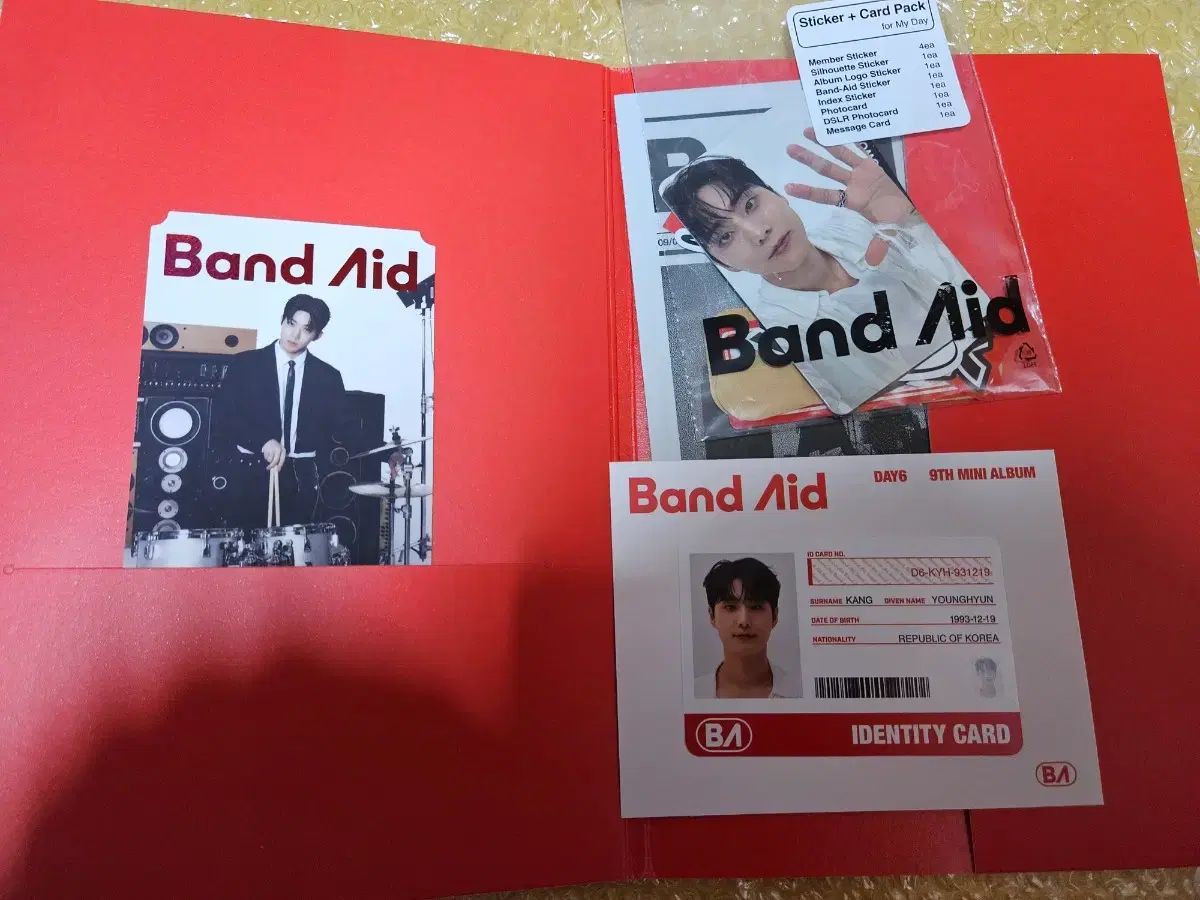 Band Aid
Sticker + Card Pack
for My Day
Member Sticker 4ea
Silhouette Sticker 1ea
Album Logo Sticker 1ea
Band-Aid Sticker 1ea
Index Sticker 1ea
Photocard 1ea
DSLR Photocard 1ea
Message Card 1ea
Band Aid
Band Aid
DAY6 9TH MINI ALBUM
ID CARD NO.
D6-KYH-931219
SURNAME KANG GIVEN NAME YOUNGHYUN
DATE OF BIRTH 1993-12-19
NATIONALITY REPUBLIC OF KOREA
BA IDENTITY CARD
BA